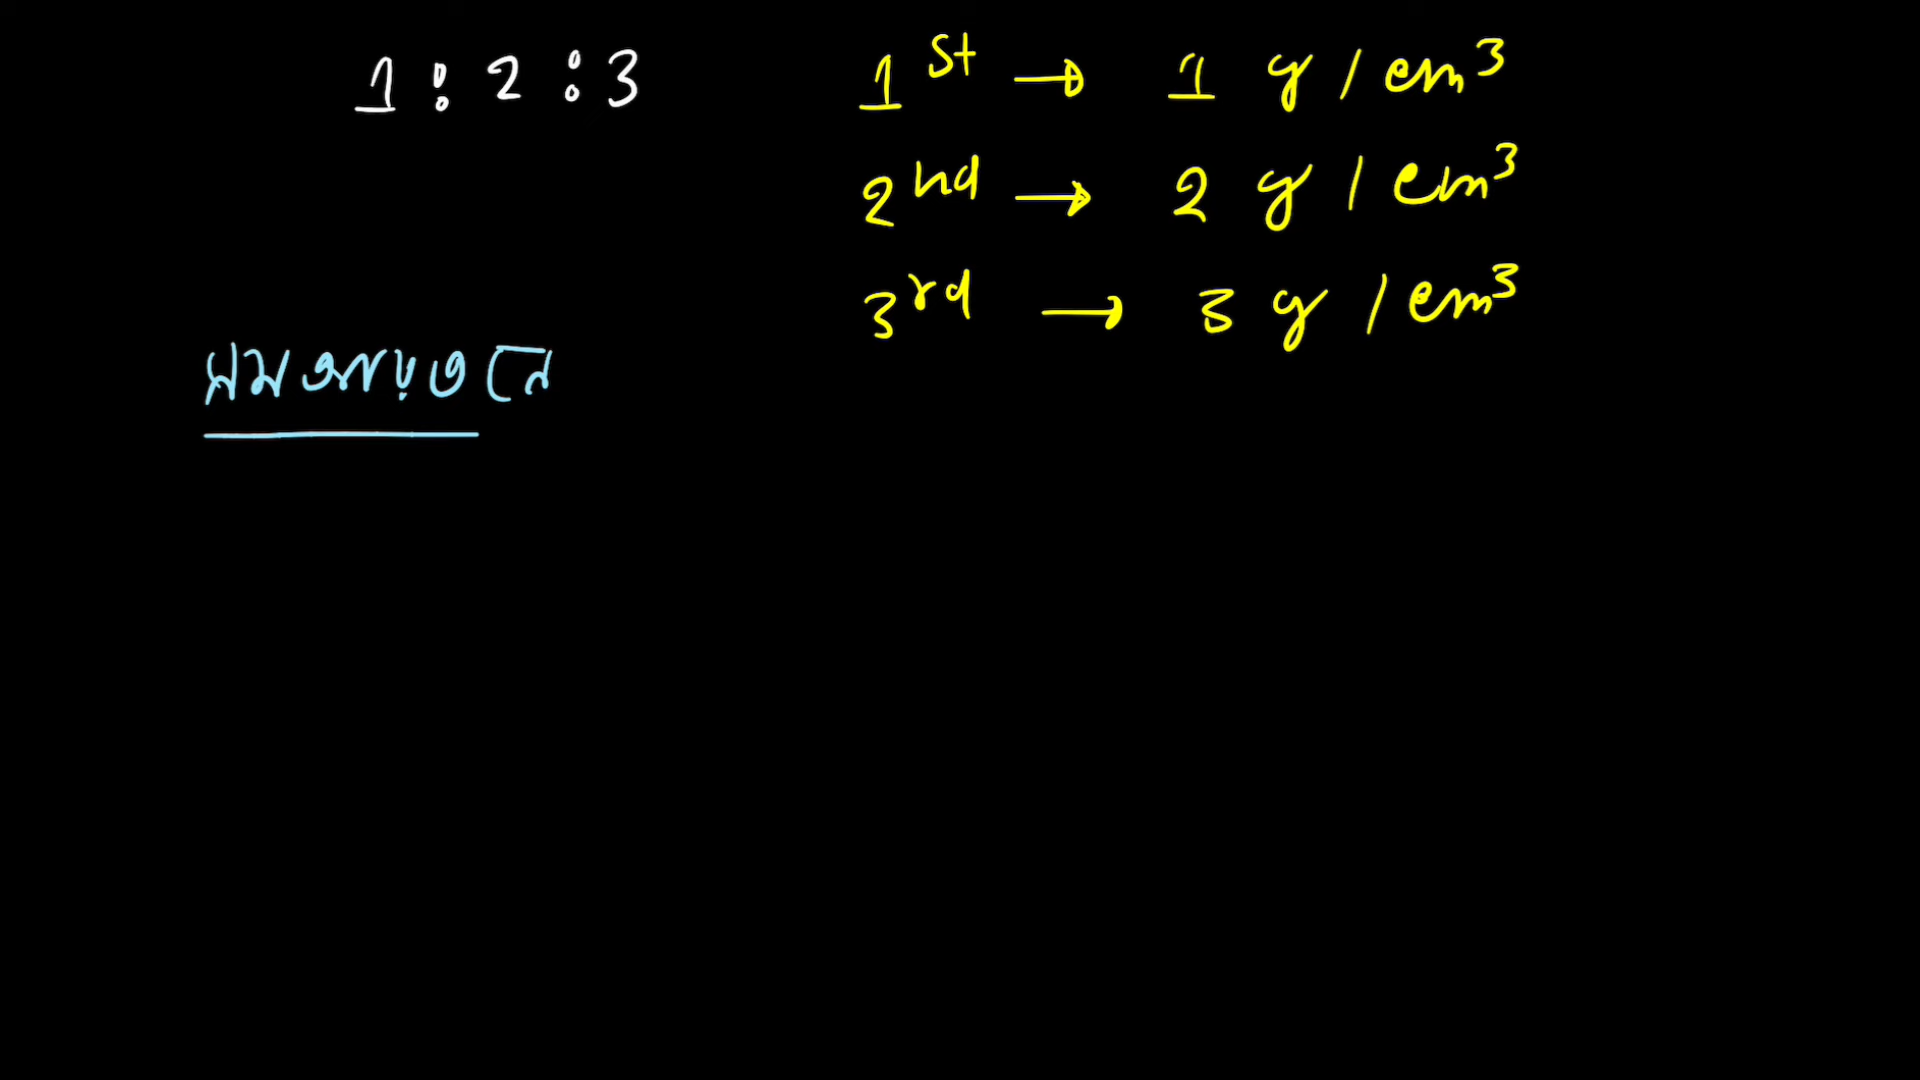 1 : 2 : 3
1st → 1 g / cm³
2nd → 2 g / cm³
3rd → 3 g / cm³
সমআয়তনে